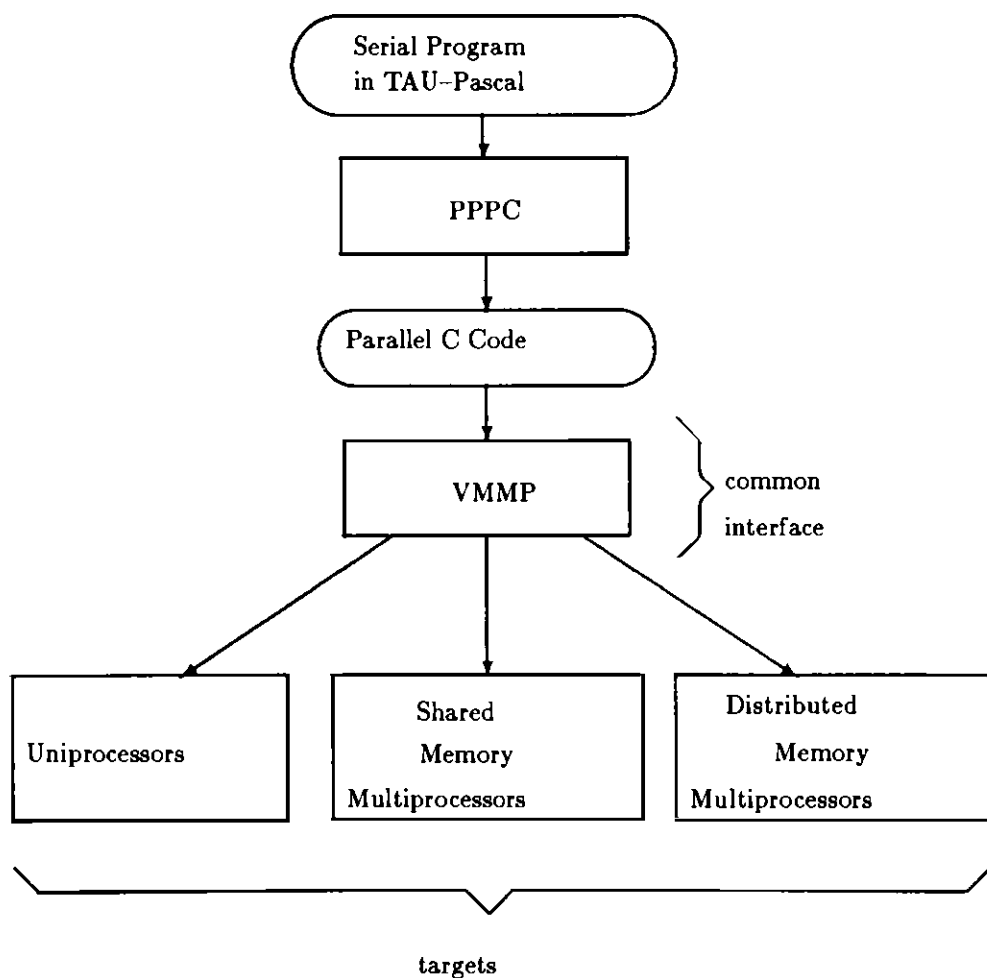 Serial Program
in TAU-Pascal
PPPC
Parallel C Code
VMMP
common
interface
Uniprocessors
Shared
Memory
Multiprocessors
Distributed
Memory
Multiprocessors
targets